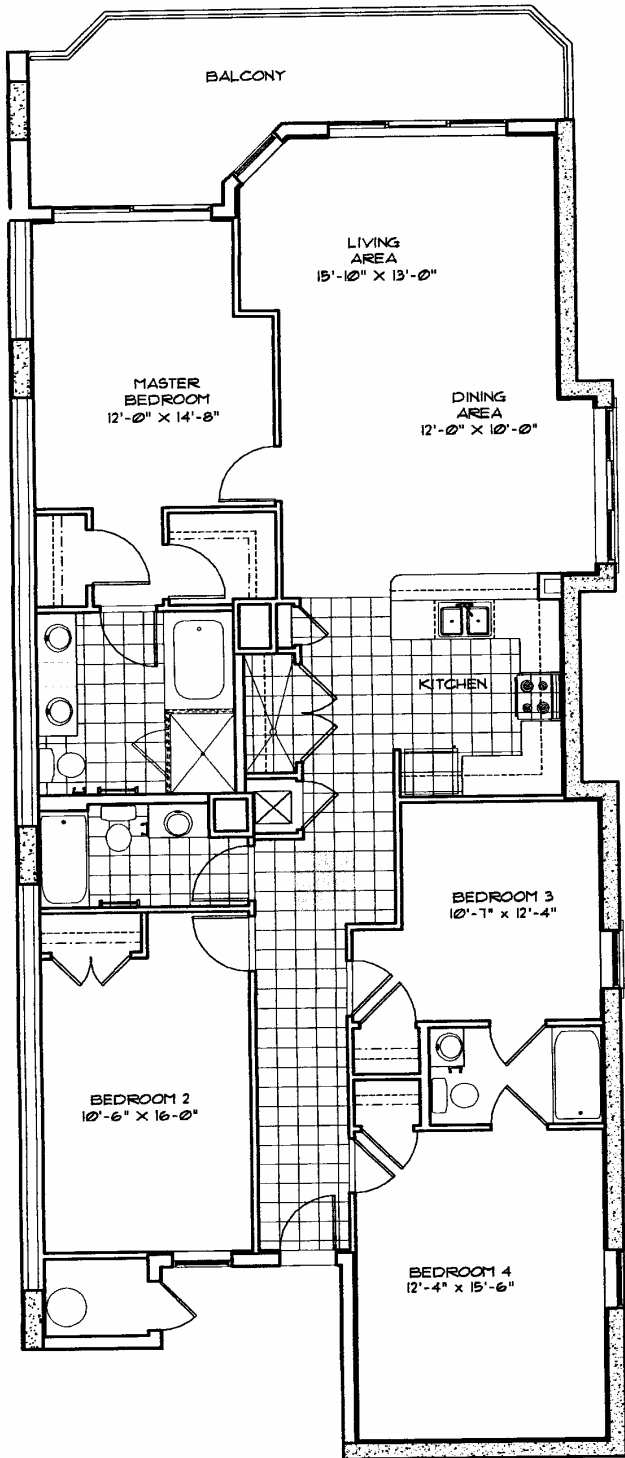 BALCONY
LIVING
AREA
15'-10" X 13'-0"
MASTER
BEDROOM
12'-0" X 14'-8"
DINING
AREA
12'-0" X 10'-0"
KITCHEN
BEDROOM 3
10'-7" X 12'-4"
BEDROOM 2
10'-6" X 16-0"
BEDROOM 4
12'-4" X 15'-6"